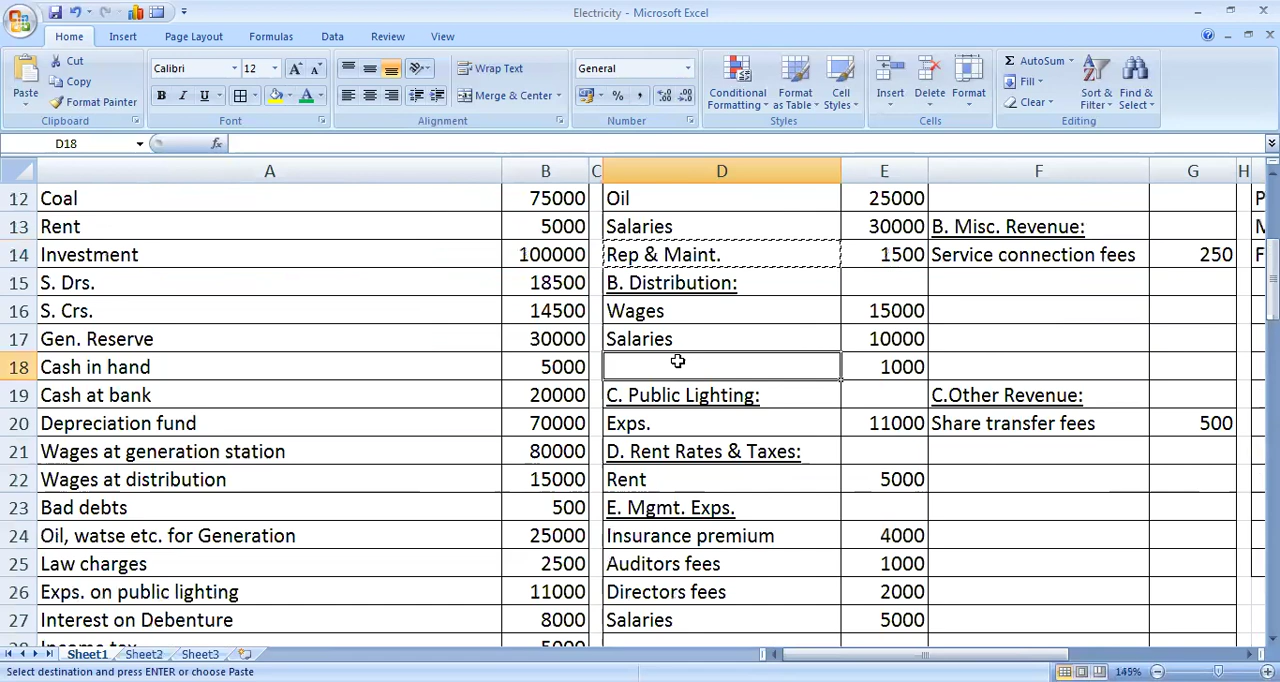 Electricity - Microsoft Excel
Home Insert Page Layout Formulas Data Review View
Paste
Cut
Copy
Format Painter
Clipboard
Calibri 12
B I U
Font
Wrap Text
Merge & Center
Alignment
General
% ,
Number
Conditional Formatting
Format as Table
Cell Styles
Styles
Insert Delete Format
Cells
Σ AutoSum
Fill
Clear
Sort & Filter
Find & Select
Editing
D18 fx
A B C D E F G H
12 Coal 75000 Oil 25000 P
13 Rent 5000 Salaries 30000 B. Misc. Revenue:
14 Investment 100000 Rep & Maint. 1500 Service connection fees 250 F
15 S. Drs. 18500 B. Distribution:
16 S. Crs. 14500 Wages 15000
17 Gen. Reserve 30000 Salaries 10000
18 Cash in hand 5000 1000
19 Cash at bank 20000 C. Public Lighting: C.Other Revenue:
20 Depreciation fund 70000 Exps. 11000 Share transfer fees 500
21 Wages at generation station 80000 D. Rent Rates & Taxes:
22 Wages at distribution 15000 Rent 5000
23 Bad debts 500 E. Mgmt. Exps.
24 Oil, watse etc. for Generation 25000 Insurance premium 4000
25 Law charges 2500 Auditors fees 1000
26 Exps. on public lighting 11000 Directors fees 2000
27 Interest on Debenture 8000 Salaries 5000
28 Income tax 5000
Sheet1 Sheet2 Sheet3
Select destination and press ENTER or choose Paste 145%